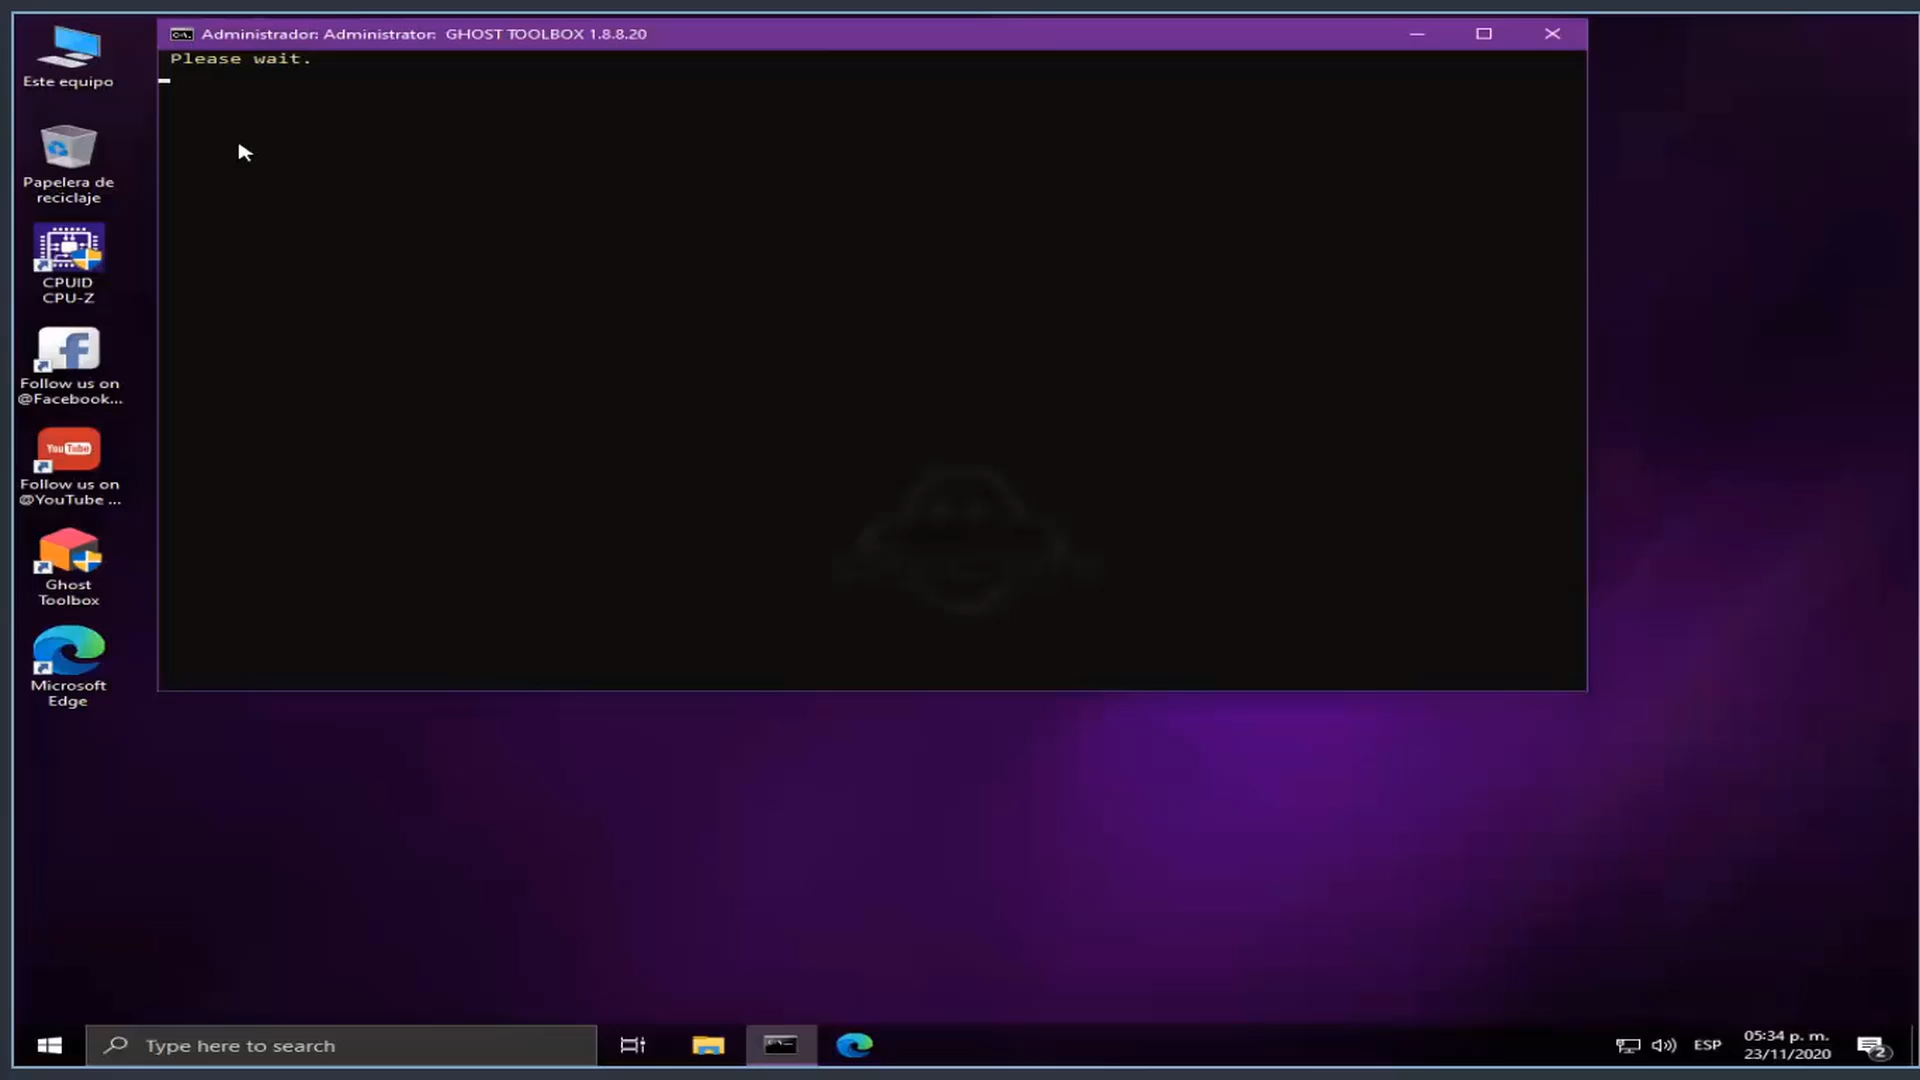 Administrador: Administrator: GHOST TOOLBOX 1.8.8.20
Please wait.
Este equipo
Papelera de
reciclaje
CPUID
CPU-Z
Follow us on
@Facebook...
YouTube
Follow us on
@YouTube ...
Ghost
Toolbox
Microsoft
Edge
Type here to search
ESP
05:34 p. m.
23/11/2020
2